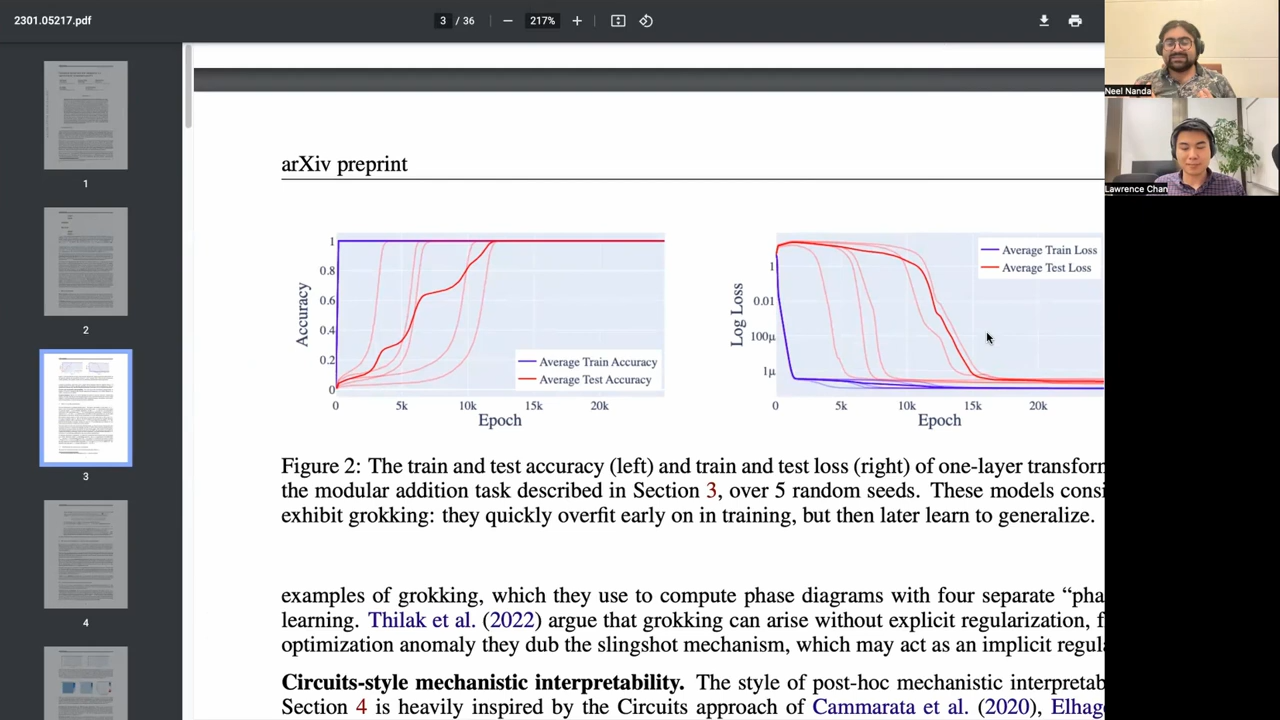 2301.05217.pdf
3 / 36
217%
Neel Nanda
Lawrence Chan
1
2
3
4
arXiv preprint
1
0.8
0.6
0.4
0.2
0
Accuracy
Average Train Accuracy
Average Test Accuracy
5k 10k 15k 20k
Epoch
Log Loss
1
0.01
100μ
1μ
Average Train Loss
Average Test Loss
0 5k 10k 15k 20k
Epoch
Figure 2: The train and test accuracy (left) and train and test loss (right) of one-layer transform
the modular addition task described in Section 3, over 5 random seeds. These models consi
exhibit grokking: they quickly overfit early on in training, but then later learn to generalize.
examples of grokking, which they use to compute phase diagrams with four separate “pha
learning. Thilak et al. (2022) argue that grokking can arise without explicit regularization, f
optimization anomaly they dub the slingshot mechanism, which may act as an implicit regula
Circuits-style mechanistic interpretability. The style of post-hoc mechanistic interpretab
Section 4 is heavily inspired by the Circuits approach of Cammarata et al. (2020), Elhag